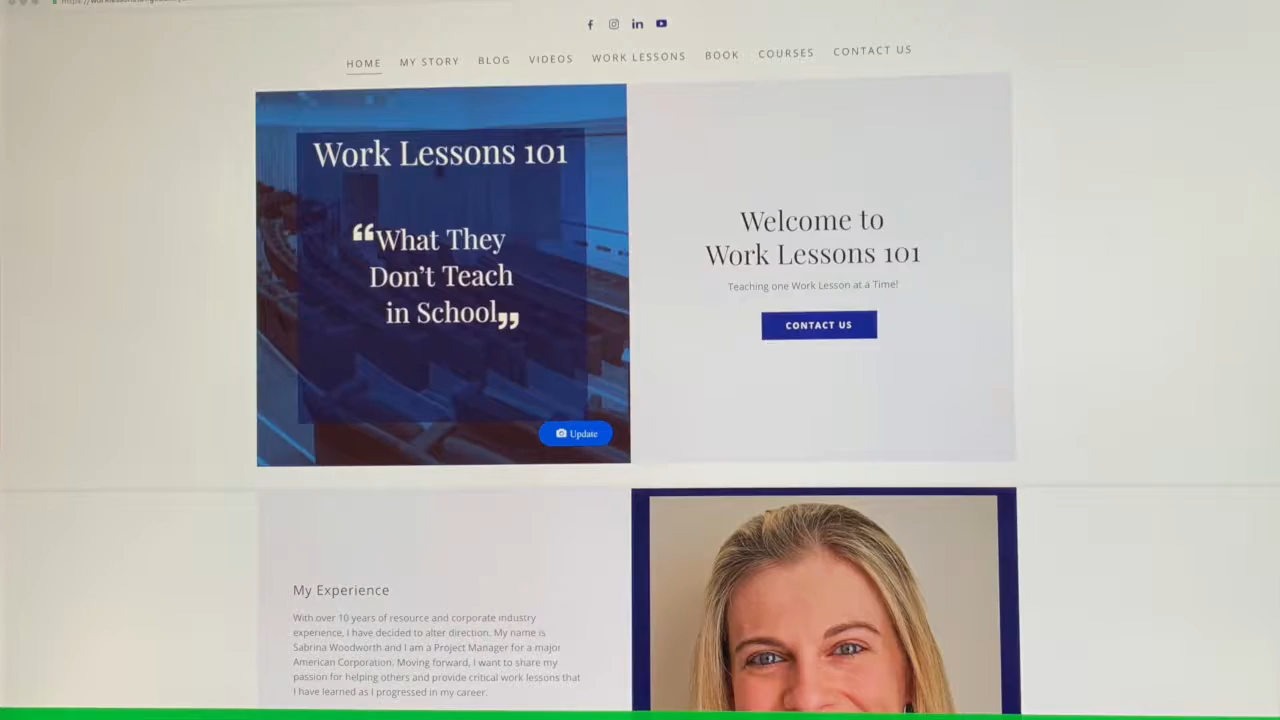 HOME MY STORY BLOG VIDEOS WORK LESSONS BOOK COURSES CONTACT US
Work Lessons 101
“What They
Don’t Teach
in School”
Update
Welcome to
Work Lessons 101
Teaching one Work Lesson at a Time!
CONTACT US
My Experience
With over 10 years of resource and corporate industry
experience, I have decided to alter direction. My name is
Sabrina Woodworth and I am a Project Manager for a major
American Corporation. Moving forward, I want to share my
passion for helping others and provide critical work lessons that
I have learned as I progressed in my career.